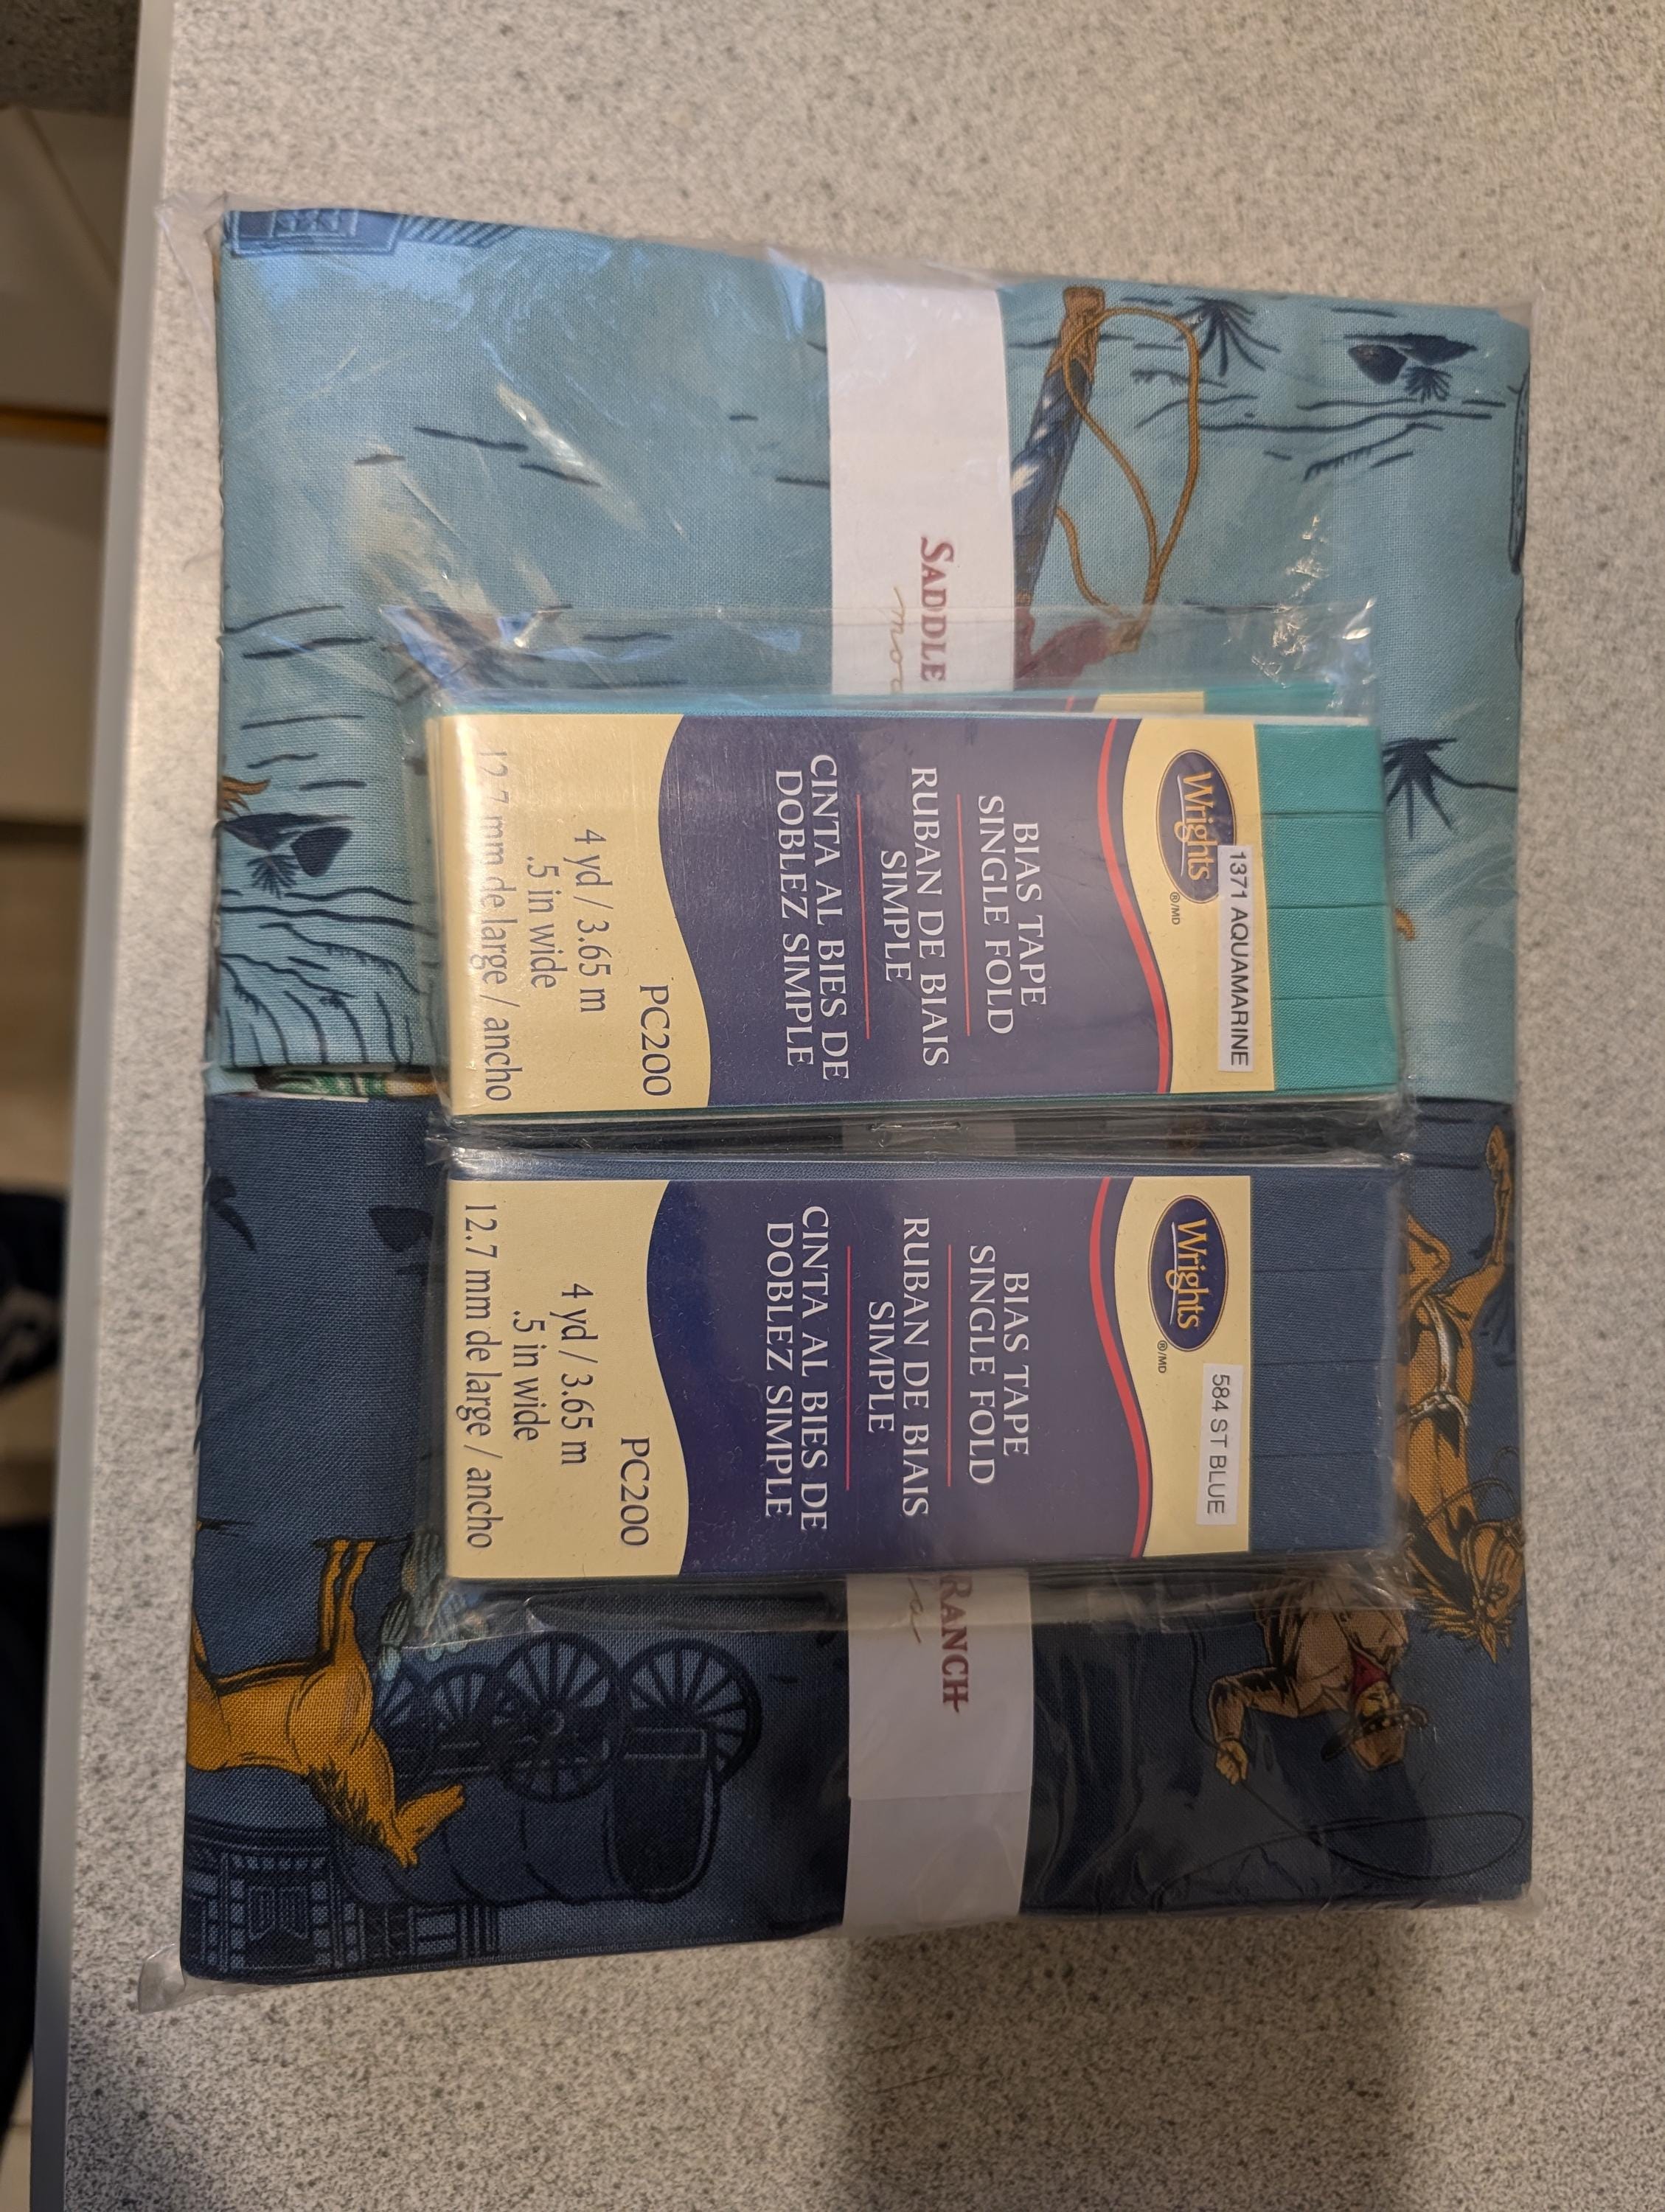 SADDLE
RANCH
moda
Wrights
®/MD
1371 AQUAMARINE
BIAS TAPE
SINGLE FOLD
RUBAN DE BIAIS
SIMPLE
CINTA AL BIES DE
DOBLEZ SIMPLE
PC200
4 yd / 3.65 m
.5 in wide
12.7 mm de large / ancho
Wrights
®/MD
584 ST BLUE
BIAS TAPE
SINGLE FOLD
RUBAN DE BIAIS
SIMPLE
CINTA AL BIES DE
DOBLEZ SIMPLE
PC200
4 yd / 3.65 m
.5 in wide
12.7 mm de large / ancho